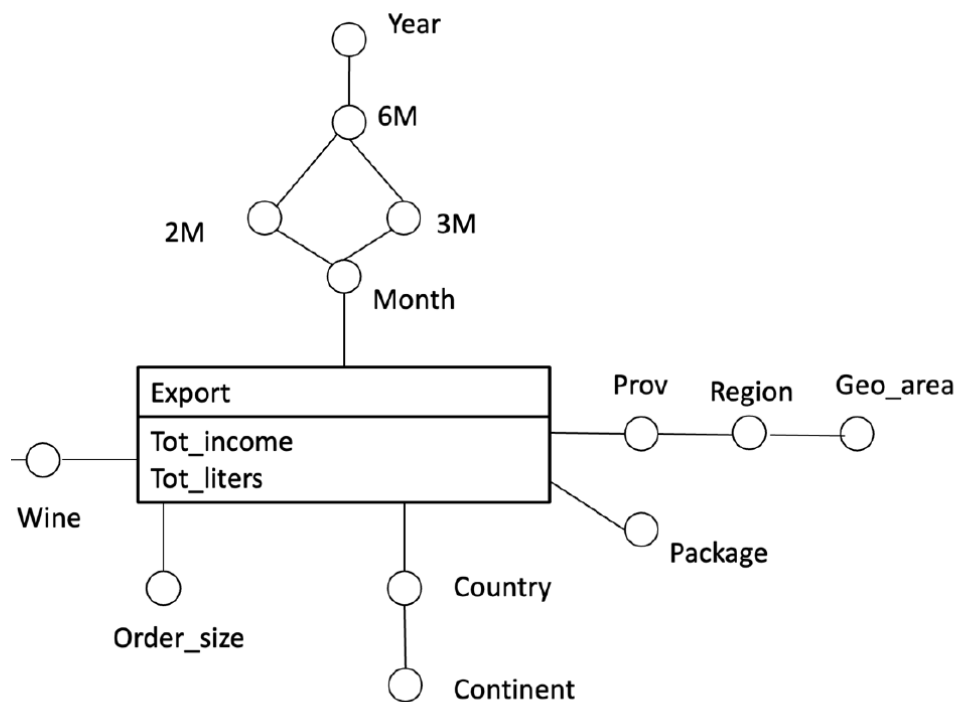 Year
6M
2M
3M
Month
Export
Prov
Region
Geo_area
Tot_income
Tot_liters
Wine
Package
Country
Order_size
Continent